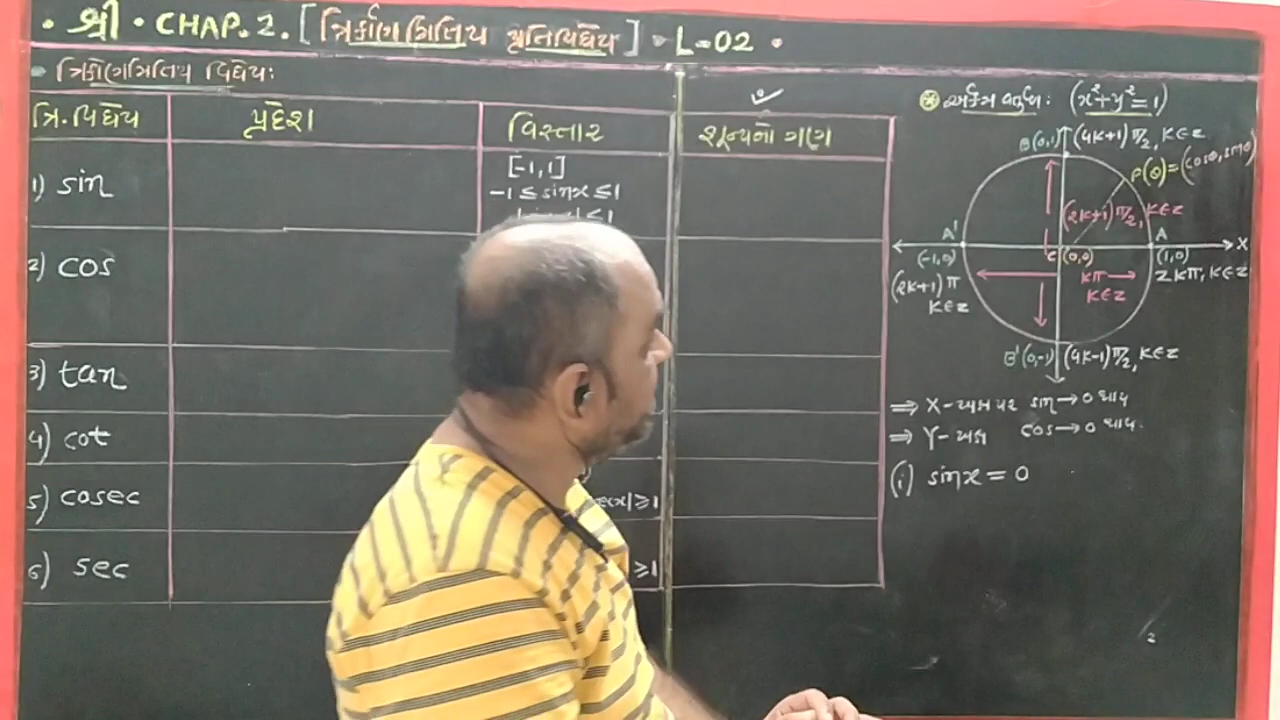 • શ્રી • CHAP. 2. [ ત્રિકોણમિતિય પ્રતિવિધેય ] • L-02 •
• ત્રિકોણમિતિય વિધેય:
ત્રિ.વિધેય પ્રદેશ વિસ્તાર શૂન્યનો ગણ
1) sin [-1,1]
-1 ≤ sinx ≤ 1
≤ 1
2) cos
3) tan
4) cot
5) cosec |≥1
6) sec ≥1
એકમ વર્તુળ: (x²+y²=1)
B(0,1) (4k+1)π/2, k∈z
P(θ)=(cosθ,sinθ)
(2k+1)π/2, k∈z
A' A X
(-1,0) C (0,0) (1,0)
(2k+1)π kπ 2kπ, k∈z
k∈z k∈z
B'(0,-1) (4k-1)π/2, k∈z
⇒ X-અક્ષ પર sin→0 થાય
⇒ Y-અક્ષ cos→0 થાય.
(i) sinx = 0